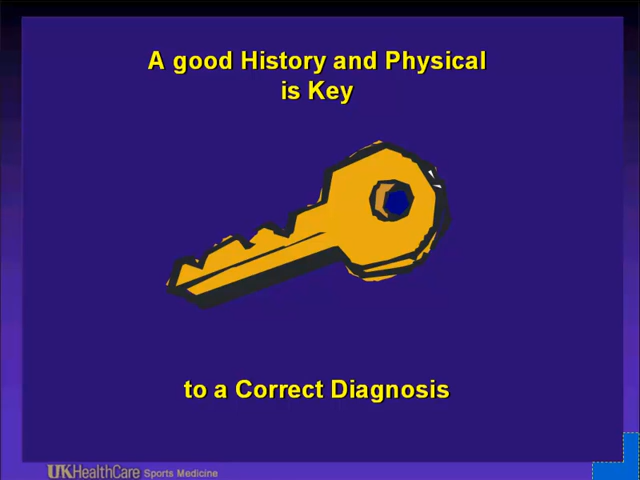 A good History and Physical
is Key
to a Correct Diagnosis
UKHealthCare Sports Medicine